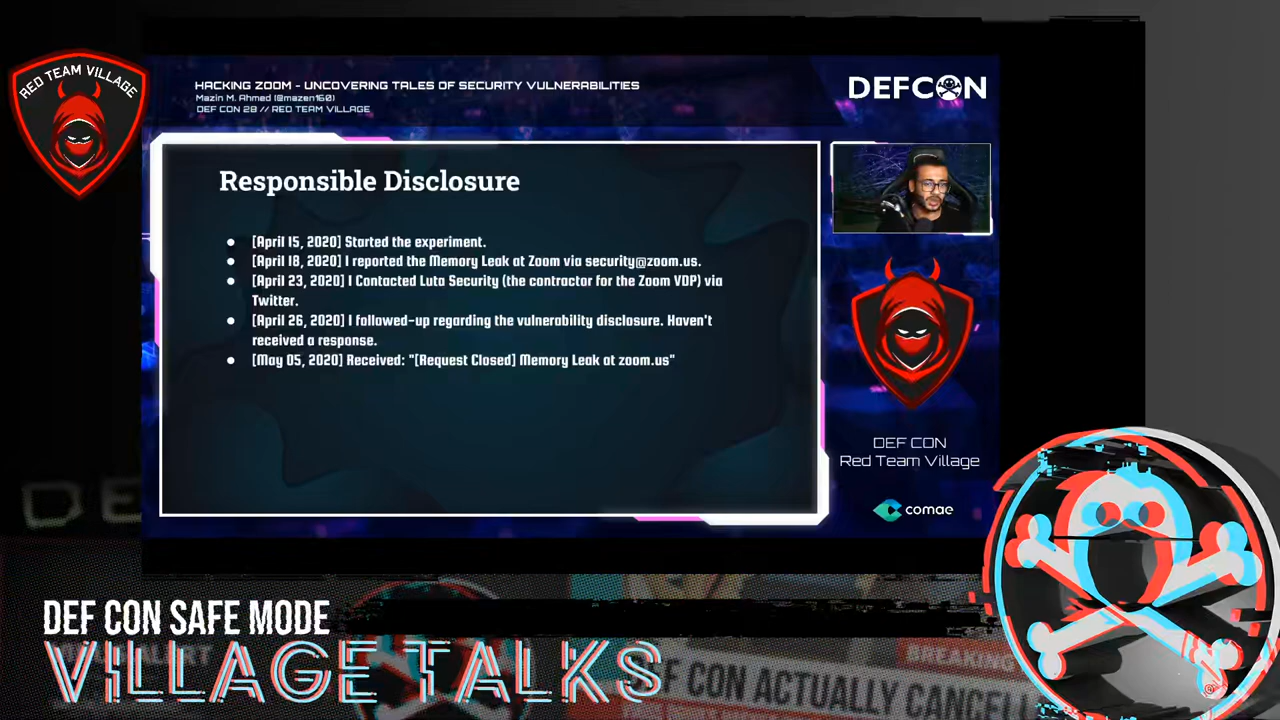 RED TEAM VILLAGE
HACKING ZOOM - UNCOVERING TALES OF SECURITY VULNERABILITIES
Mazin M. Ahmed (@mazen160)
DEF CON 28 // RED TEAM VILLAGE
DEFCON
Responsible Disclosure
● [April 15, 2020] Started the experiment.
● [April 18, 2020] I reported the Memory Leak at Zoom via security@zoom.us.
● [April 23, 2020] I Contacted Luta Security (the contractor for the Zoom VDP) via
Twitter.
● [April 26, 2020] I followed-up regarding the vulnerability disclosure. Haven't
received a response.
● [May 05, 2020] Received: "[Request Closed] Memory Leak at zoom.us"
DEF CON
Red Team Village
comae
DE
DEF CON SAFE MODE
VILLAGE TALKS
BREAKING
EF CON ACTUALLY CANCELL